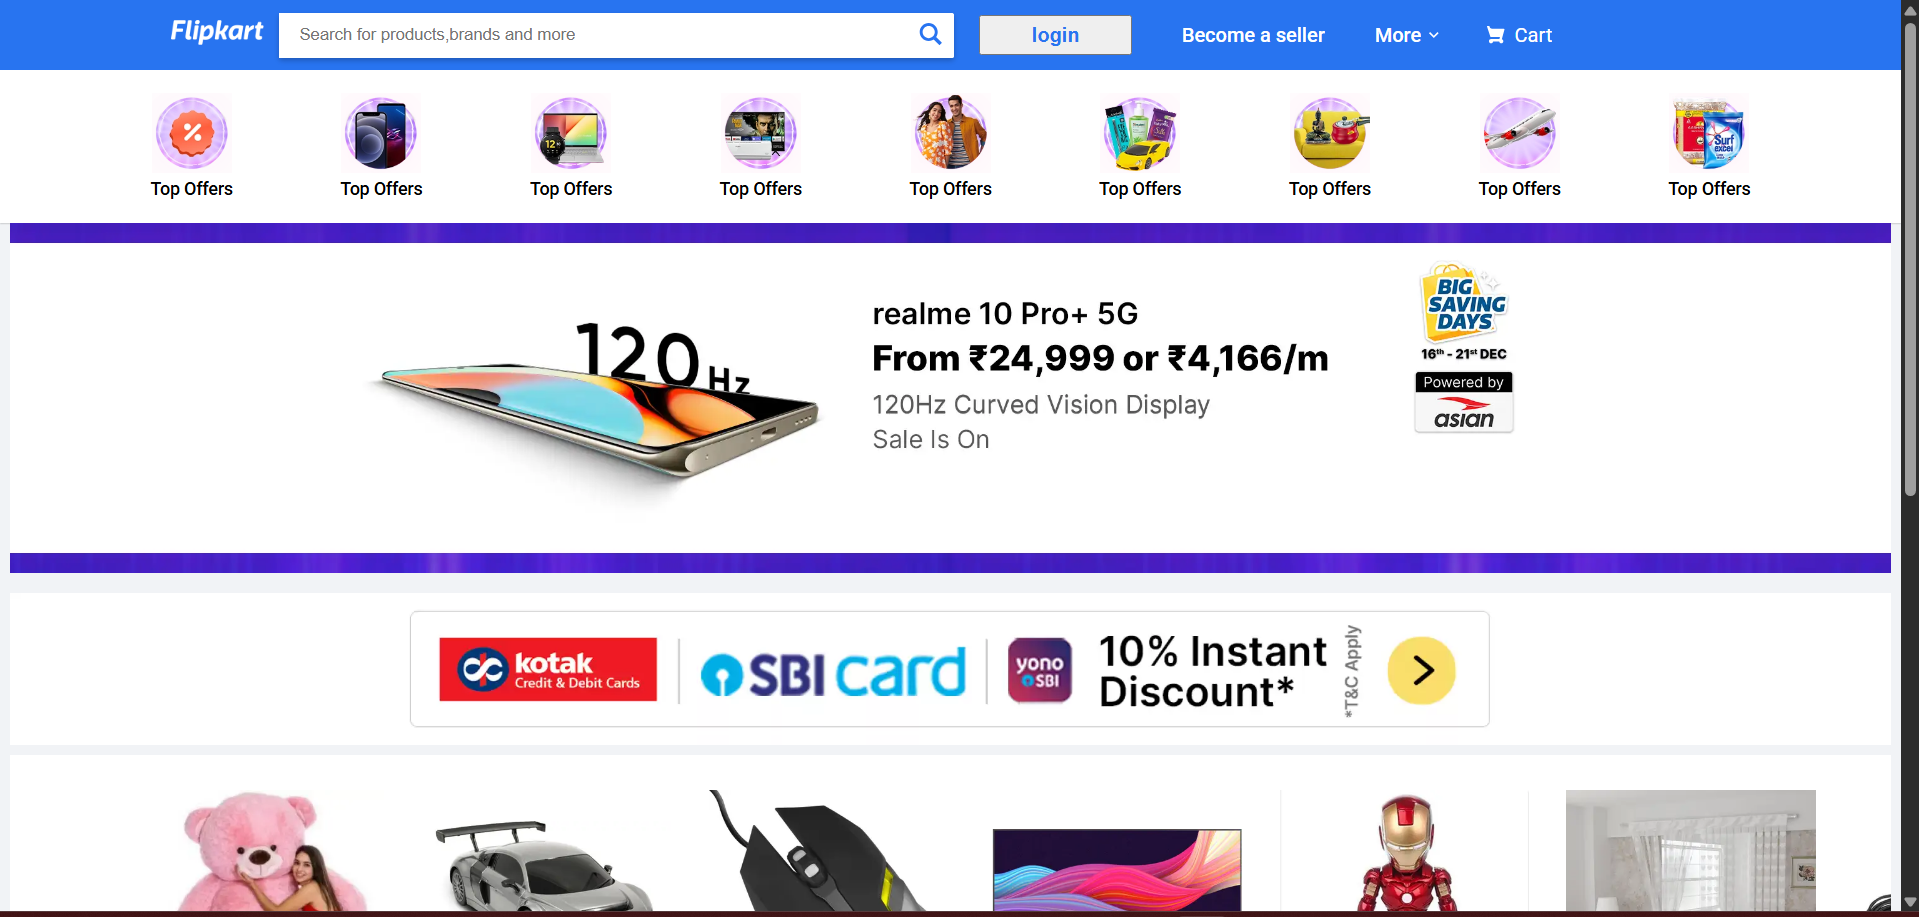 Flipkart
Search for products,brands and more
login
Become a seller
More
Cart
12
Surf
excel
Top Offers
Top Offers
Top Offers
Top Offers
Top Offers
Top Offers
Top Offers
Top Offers
Top Offers
120Hz
realme 10 Pro+ 5G
From ₹24,999 or ₹4,166/m
120Hz Curved Vision Display
Sale Is On
BIG
SAVING
DAYS
16th - 21st DEC
Powered by
asian
kotak
Credit & Debit Cards
SBI card
yono
SBI
10% Instant
Discount*
*T&C Apply